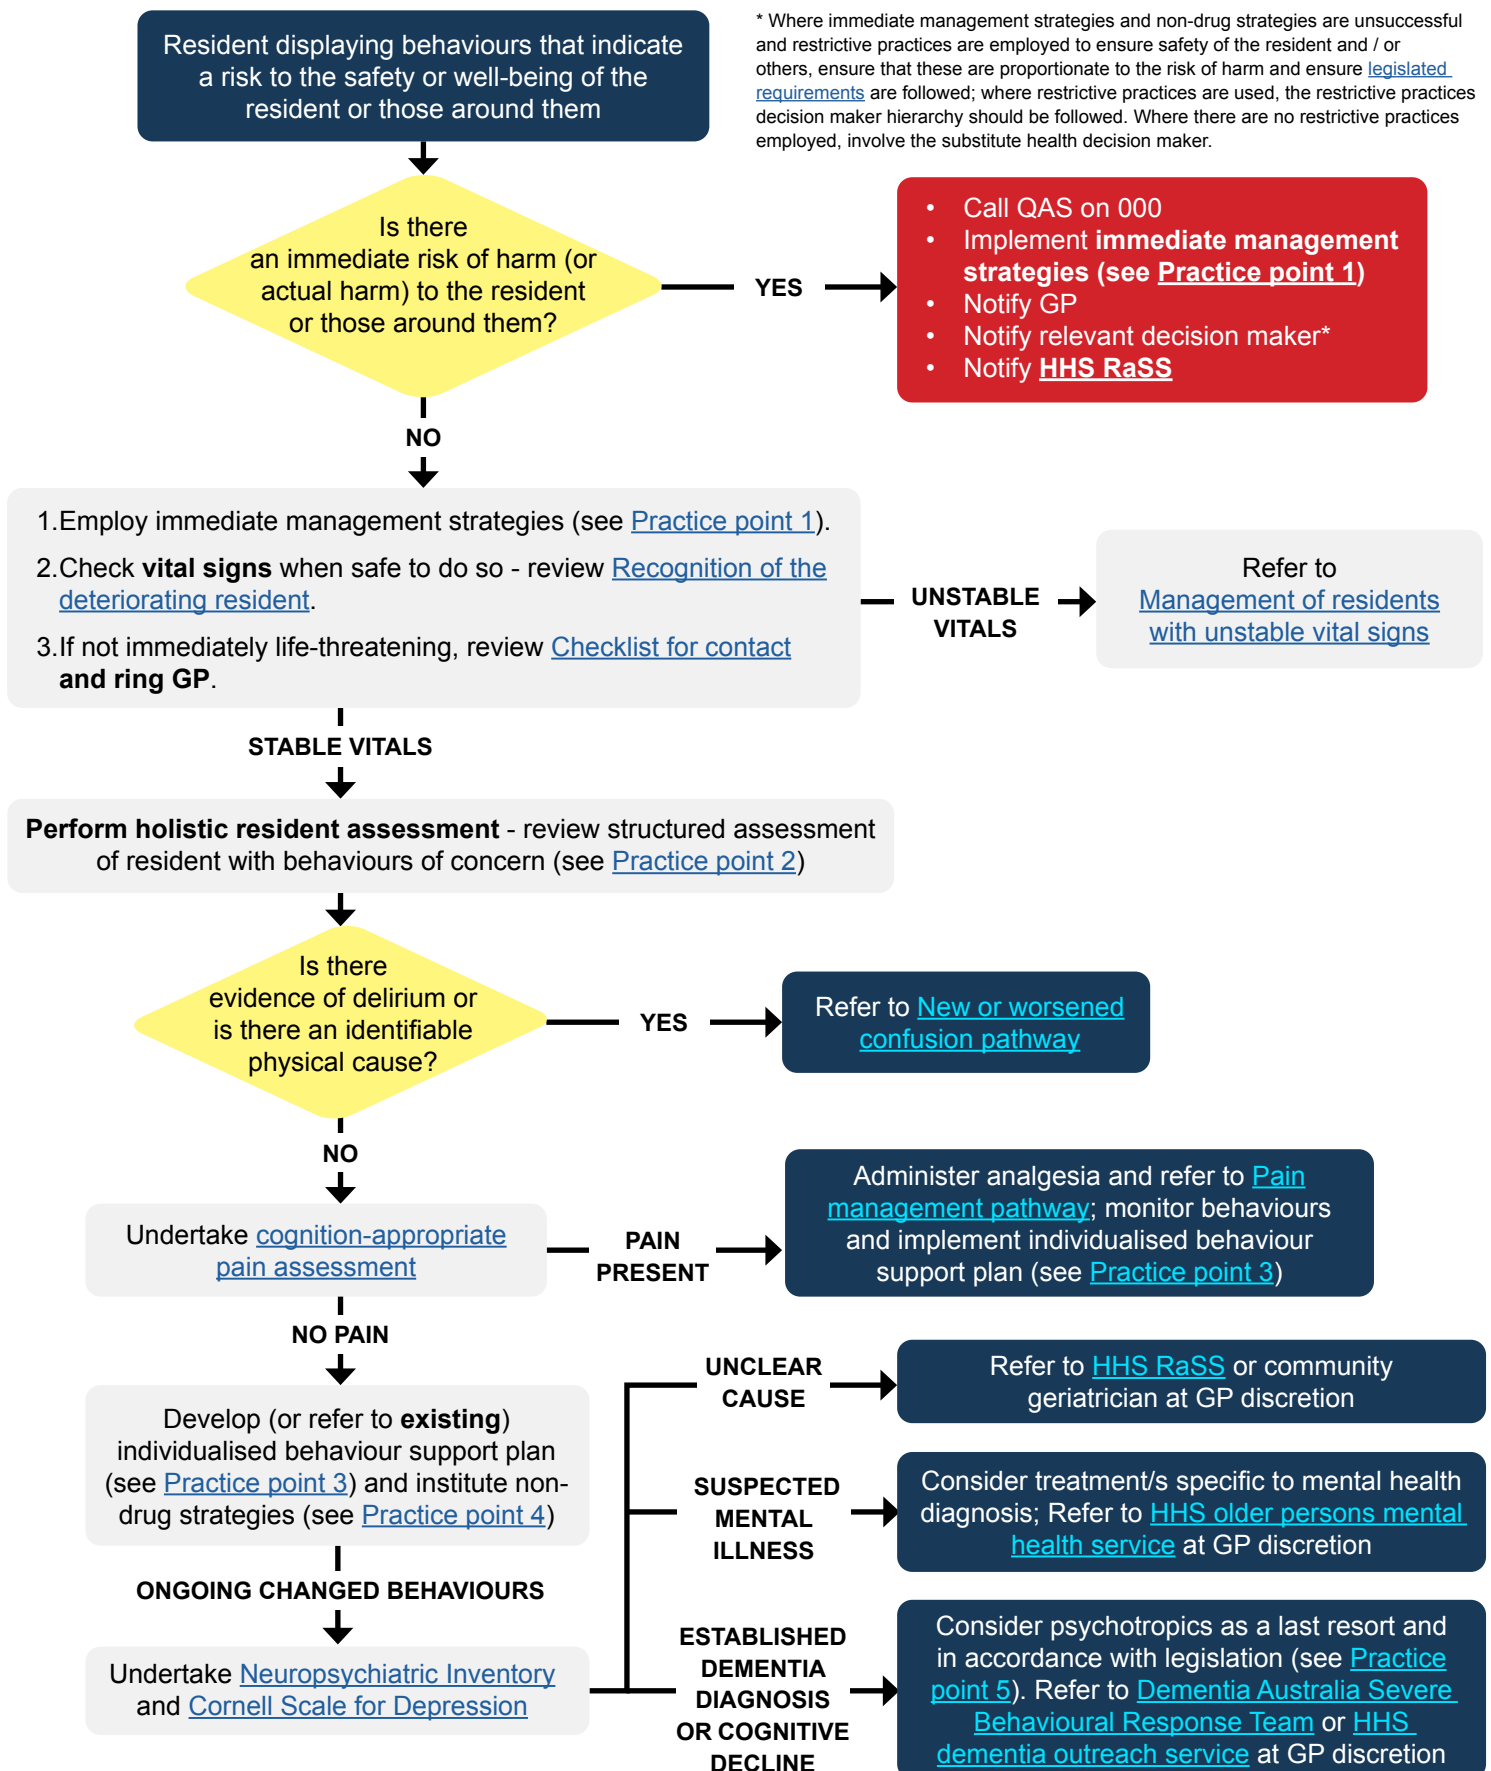 Resident displaying behaviours that indicate
a risk to the safety or well-being of the
resident or those around them
* Where immediate management strategies and non-drug strategies are unsuccessful
and restrictive practices are employed to ensure safety of the resident and / or
others, ensure that these are proportionate to the risk of harm and ensure legislated
requirements are followed; where restrictive practices are used, the restrictive practices
decision maker hierarchy should be followed. Where there are no restrictive practices
employed, involve the substitute health decision maker.
Is there
an immediate risk of harm (or
actual harm) to the resident
or those around them?
YES
• Call QAS on 000
• Implement immediate management
strategies (see Practice point 1)
• Notify GP
• Notify relevant decision maker*
• Notify HHS RaSS
NO
1.Employ immediate management strategies (see Practice point 1).
2.Check vital signs when safe to do so - review Recognition of the
deteriorating resident.
3.If not immediately life-threatening, review Checklist for contact
and ring GP.
UNSTABLE
VITALS
Refer to
Management of residents
with unstable vital signs
STABLE VITALS
Perform holistic resident assessment - review structured assessment
of resident with behaviours of concern (see Practice point 2)
Is there
evidence of delirium or
is there an identifiable
physical cause?
YES
Refer to New or worsened
confusion pathway
NO
Undertake cognition-appropriate
pain assessment
PAIN
PRESENT
Administer analgesia and refer to Pain
management pathway; monitor behaviours
and implement individualised behaviour
support plan (see Practice point 3)
NO PAIN
Develop (or refer to existing)
individualised behaviour support plan
(see Practice point 3) and institute non-
drug strategies (see Practice point 4)
ONGOING CHANGED BEHAVIOURS
Undertake Neuropsychiatric Inventory
and Cornell Scale for Depression
UNCLEAR
CAUSE
Refer to HHS RaSS or community
geriatrician at GP discretion
SUSPECTED
MENTAL
ILLNESS
Consider treatment/s specific to mental health
diagnosis; Refer to HHS older persons mental
health service at GP discretion
ESTABLISHED
DEMENTIA
DIAGNOSIS
OR COGNITIVE
DECLINE
Consider psychotropics as a last resort and
in accordance with legislation (see Practice
point 5). Refer to Dementia Australia Severe
Behavioural Response Team or HHS
dementia outreach service at GP discretion